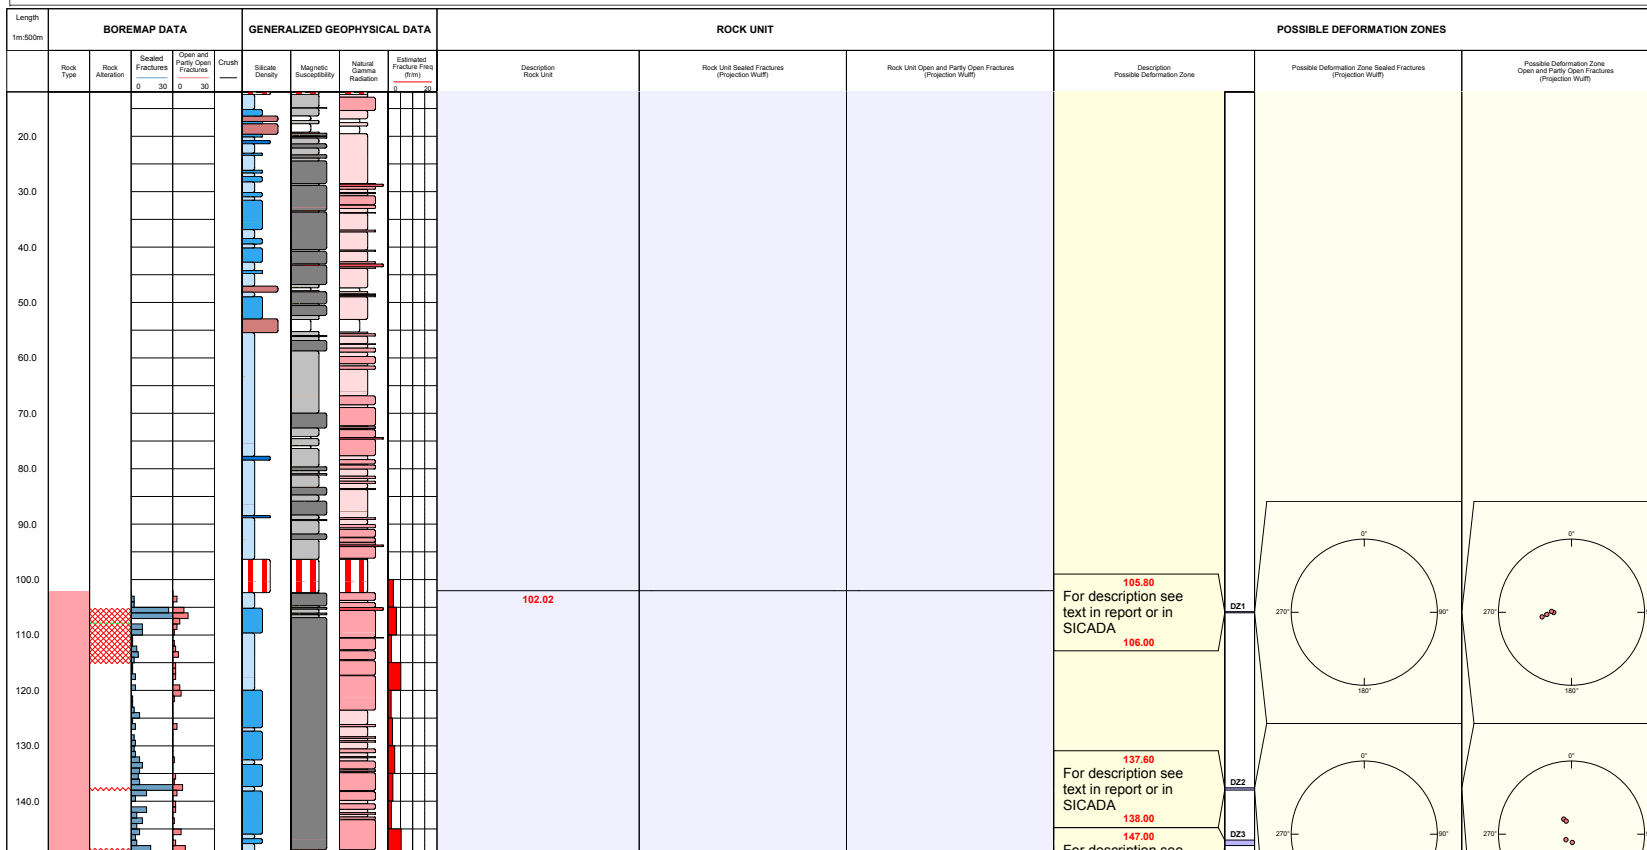 Length
1m:500m
BOREMAP DATA
GENERALIZED GEOPHYSICAL DATA
ROCK UNIT
POSSIBLE DEFORMATION ZONES
Rock
Type
Rock
Alteration
Sealed
Fractures
0 30
Open and
Partly Open
Fractures
0 30
Crush
Silicate
Density
Magnetic
Susceptibility
Natural
Gamma
Radiation
Estimated
Fracture Freq
(fr/m)
0 20
Description
Rock Unit
Rock Unit Sealed Fractures
(Projection Wulff)
Rock Unit Open and Partly Open Fractures
(Projection Wulff)
Description
Possible Deformation Zone
Possible Deformation Zone Sealed Fractures
(Projection Wulff)
Possible Deformation Zone
Open and Partly Open Fractures
(Projection Wulff)
20.0
30.0
40.0
50.0
60.0
70.0
80.0
90.0
100.0
110.0
120.0
130.0
140.0
102.02
105.80
For description see
text in report or in
SICADA
106.00
DZ1
0°
270°
90°
180°
0°
270°
180°
137.60
For description see
text in report or in
SICADA
138.00
DZ2
147.00
For description see
DZ3
0°
270°
90°
0°
270°